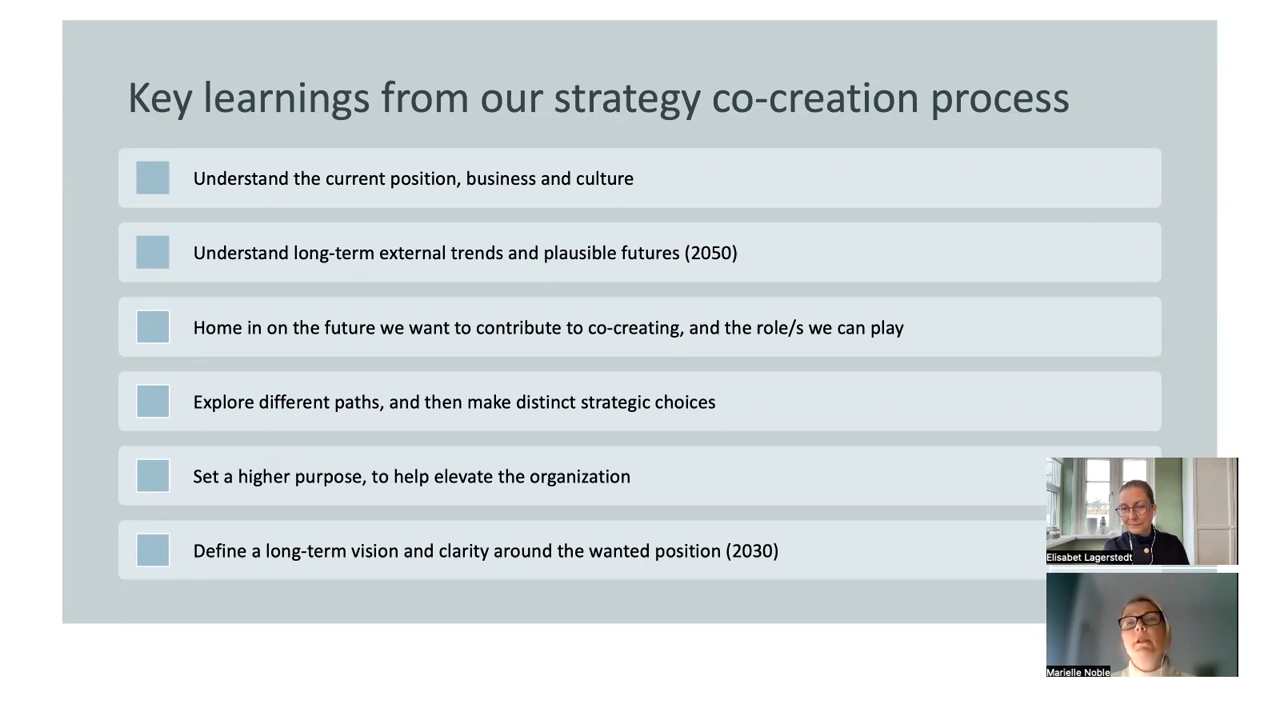 Key learnings from our strategy co-creation process
Understand the current position, business and culture
Understand long-term external trends and plausible futures (2050)
Home in on the future we want to contribute to co-creating, and the role/s we can play
Explore different paths, and then make distinct strategic choices
Set a higher purpose, to help elevate the organization
Define a long-term vision and clarity around the wanted position (2030)
Elisabet Lagerstedt
Marielle Noble